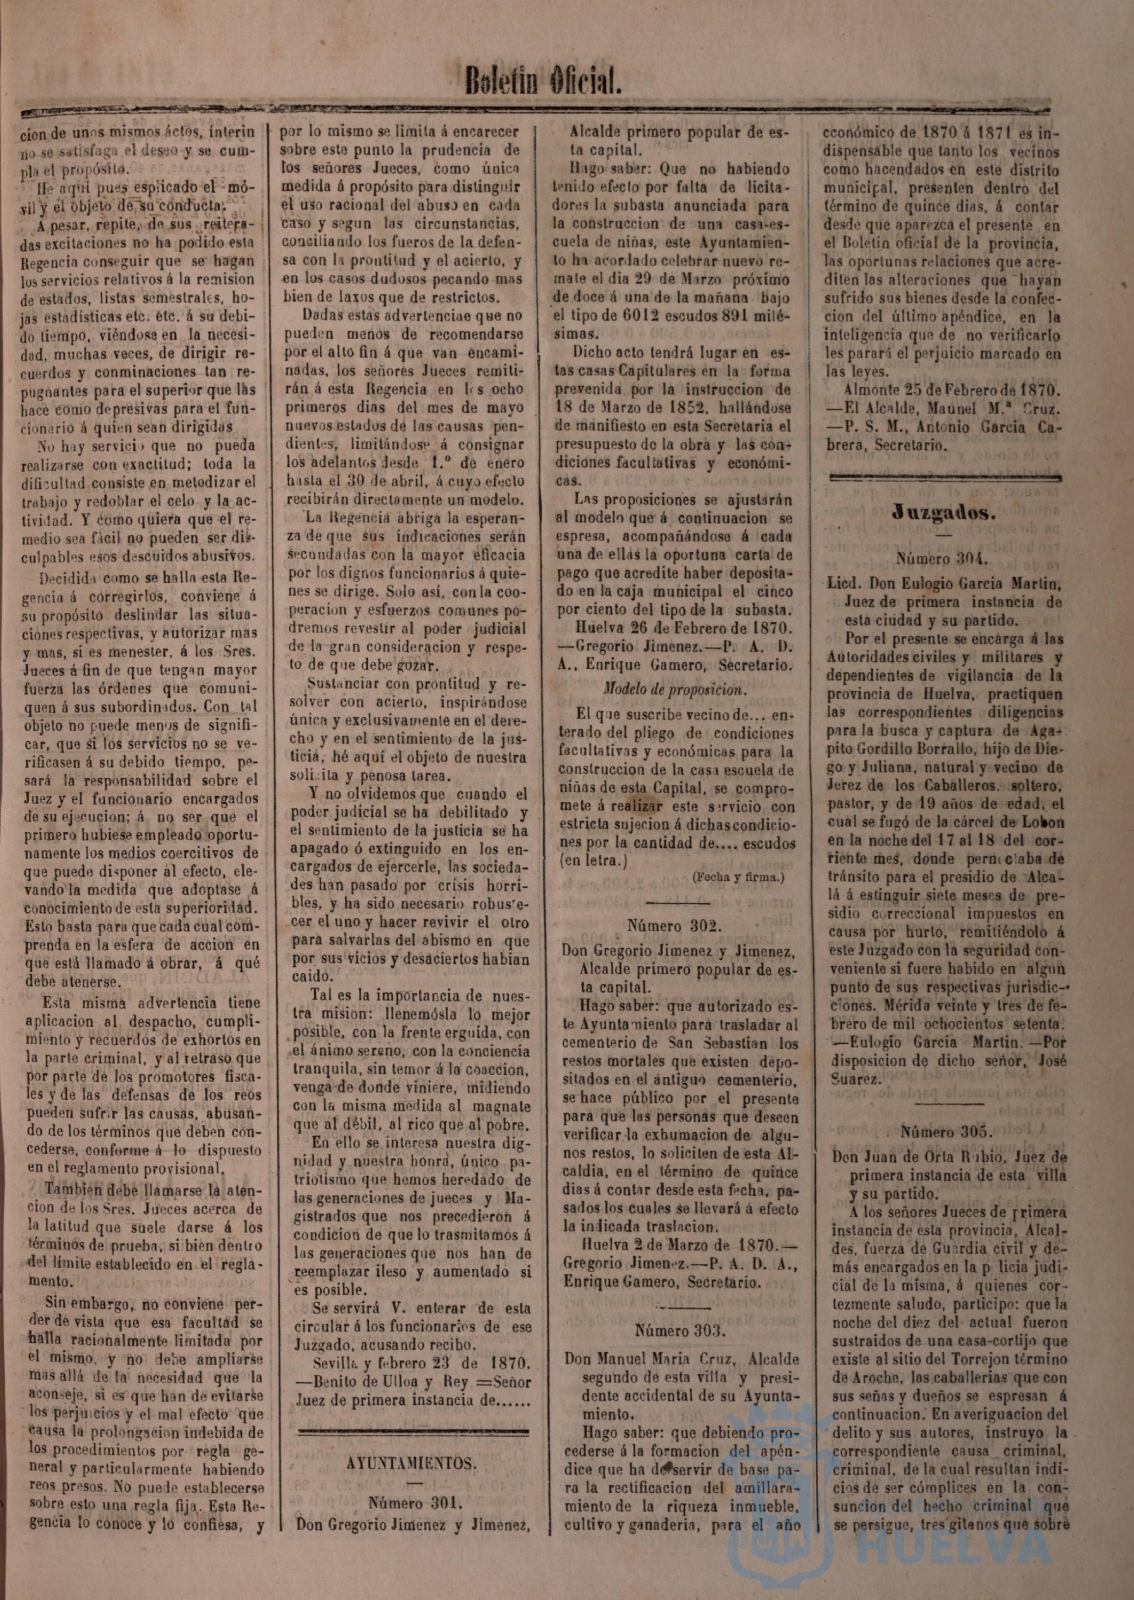 Boletin Oficial.
cion de unos mismos áctos, interin
no se satisfaga el deseo y se cum-
pla el propósito.
He aqui pues esplicado el mó-
vil y el objeto de su conducta.
A pesar, repite, de sus reitera-
das excitaciones no ha podido esta
Regencia conseguir que se hagan
los servicios relativos á la remision
de estados, listas semestrales, ho-
jas estadísticas etc. etc. á su debi-
do tiempo, viéndose en la necesi-
dad, muchas veces, de dirigir re-
cuerdos y conminaciones tan re-
pugnantes para el superior que las
hace como depresivas para el fun-
cionario á quien sean dirigidas
No hay servicio que no pueda
realizarse con exactitud; toda la
dificultad consiste en metodizar el
trabajo y redoblar el celo y la ac-
tividad. Y como quiera que el re-
medio sea fácil no pueden ser dis-
culpables esos descuidos abusivos.
Decidida como se halla esta Re-
gencia á corregirlos, conviene á
su propósito deslindar las situa-
ciones respectivas, y autorizar mas
y mas, si es menester, á los Sres.
Jueces á fin de que tengan mayor
fuerza las órdenes que comuni-
quen á sus subordinados. Con tal
objeto no puede menos de signifi-
car, que si los servicios no se ve-
rificasen á su debido tiempo, pe-
sará la responsabilidad sobre el
Juez y el funcionario encargados
de su ejecucion; á no ser que el
primero hubiese empleado oportu-
namente los medios coercitivos de
que puede disponer al efecto, ele-
vando la medida que adoptase á
conocimiento de esta superioridad.
Esto basta para que cada cual com-
prenda en la esfera de accion en
que está llamado á obrar, á qué
debe atenerse.
Esta misma advertencia tiene
aplicacion al despacho, cumpli-
miento y recuerdos de exhortos en
la parte criminal, y al retraso que
por parte de los promotores fisca-
les y de las defensas de los reos
pueden sufrir las causas, abusan-
do de los términos que deben con-
cederse, conforme á lo dispuesto
en el reglamento provisional.
Tambien debe llamarse la aten-
cion de los Sres. Jueces acerca de
la latitud que suele darse á los
términos de prueba, si bien dentro
del límite establecido en el regla-
mento.
Sin embargo, no conviene per-
der de vista que esa facultad se
halla racionalmente limitada por
el mismo, y no debe ampliarse
mas allá de la necesidad que la
aconseje, si es que han de evitarse
los perjuicios y el mal efecto que
causa la prolongacion indebida de
los procedimientos por regla ge-
neral y particularmente habiendo
reos presos. No puede establecerse
sobre esto una regla fija. Esta Re-
gencia lo conoce y lo confiesa, y
por lo mismo se limita á encarecer
sobre este punto la prudencia de
los señores Jueces, como única
medida á propósito para distinguir
el uso racional del abuso en cada
caso y segun las circunstancias,
conciliando los fueros de la defen-
sa con la prontitud y el acierto, y
en los casos dudosos pecando mas
bien de laxos que de restrictos.
Dadas estas advertenciae que no
pueden menos de recomendarse
por el alto fin á que van encami-
nadas, los señores Jueces remiti-
rán á esta Regencia en los ocho
primeros dias del mes de mayo
nuevos estados de las causas pen-
dientes, limitándose á consignar
los adelantos desde 1.º de enero
hasta el 30 de abril, á cuyo efecto
recibirán directamente un modelo.
La Regencia abriga la esperan-
za de que sus indicaciones serán
secundadas con la mayor eficacia
por los dignos funcionarios á quie-
nes se dirige. Solo así, con la coo-
peracion y esfuerzos comunes po-
dremos revestir al poder judicial
de la gran consideracion y respe-
to de que debe gozar.
Sustanciar con prontitud y re-
solver con acierto, inspirándose
única y exclusivamente en el dere-
cho y en el sentimiento de la jus-
ticia, hé aquí el objeto de nuestra
solícita y penosa tarea.
Y no olvidemos que cuando el
poder judicial se ha debilitado y
el sentimiento de la justicia se ha
apagado ó extinguido en los en-
cargados de ejercerle, las socieda-
des han pasado por crísis horri-
bles, y ha sido necesario robuste-
cer el uno y hacer revivir el otro
para salvarlas del abismo en que
por sus vicios y desaciertos habian
caido.
Tal es la importancia de nues-
tra mision: llenemósla lo mejor
posible, con la frente erguida, con
el ánimo sereno, con la conciencia
tranquila, sin temor á la coaccion,
venga de donde viniere, midiendo
con la misma medida al magnate
que al débil, al rico que al pobre.
En ello se interesa nuestra dig-
nidad y nuestra honra, único pa-
triotismo que hemos heredado de
las generaciones de jueces y Ma-
gistrados que nos precedieron á
condicion de que lo trasmitamos á
las generaciones que nos han de
reemplazar ileso y aumentado si
es posible.
Se servirá V. enterar de esta
circular á los funcionarios de ese
Juzgado, acusando recibo.
Sevilla y febrero 23 de 1870.
—Benito de Ulloa y Rey.=Señor
Juez de primera instancia de......
AYUNTAMIENTOS.
Número 301.
Don Gregorio Jimenez y Jimenez,
Alcalde primero popular de es-
ta capital.
Hago saber: Que no habiendo
tenido efecto por falta de licita-
dores la subasta anunciada para
la construccion de una casa-es-
cuela de niñas, este Ayuntamien-
to ha acordado celebrar nuevo re-
mate el dia 29 de Marzo próximo
de doce á una de la mañana bajo
el tipo de 6012 escudos 891 milé-
simas.
Dicho acto tendrá lugar en es-
tas casas Capitulares en la forma
prevenida por la instruccion de
18 de Marzo de 1852, hallándose
de manifiesto en esta Secretaria el
presupuesto de la obra y las con-
diciones facultativas y económi-
cas.
Las proposiciones se ajustarán
al modelo que á continuacion se
espresa, acompañándose á cada
una de ellas la oportuna carta de
pago que acredite haber deposita-
do en la caja municipal el cinco
por ciento del tipo de la subasta.
Huelva 26 de Febrero de 1870.
—Gregorio Jimenez.—P. A. D.
A., Enrique Gamero, Secretario.
Modelo de proposicion.
El que suscribe vecino de... en-
terado del pliego de condiciones
facultativas y económicas para la
construccion de la casa escuela de
niñas de esta Capital, se compro-
mete á realizar este servicio con
estricta sujecion á dichas condicio-
nes por la cantidad de.... escudos
(en letra.)
(Fecha y firma.)
Número 302.
Don Gregorio Jimenez y Jimenez,
Alcalde primero popular de es-
ta capital.
Hago saber: que autorizado es-
te Ayuntamiento para trasladar al
cementerio de San Sebastian los
restos mortales que existen depo-
sitados en el antiguo cementerio,
se hace público por el presente
para que las personas que deseen
verificar la exhumacion de algu-
nos restos, lo soliciten de esta Al-
caldia, en el término de quince
dias á contar desde esta fecha, pa-
sados los cuales se llevará á efecto
la indicada traslacion.
Huelva 2 de Marzo de 1870.—
Gregorio Jimenez.—P. A. D. A.,
Enrique Gamero, Secretario.
Número 303.
Don Manuel Maria Cruz, Alcalde
segundo de esta villa y presi-
dente accidental de su Ayunta-
miento.
Hago saber: que debiendo pro-
cederse á la formacion del apén-
dice que ha de servir de base pa-
ra la rectificacion del amillara-
miento de la riqueza inmueble,
cultivo y ganaderia, para el año
económico de 1870 á 1871 es in-
dispensable que tanto los vecinos
como hacendados en este distrito
municipal, presenten dentro del
término de quince dias, á contar
desde que aparezca el presente en
el Boletin oficial de la provincia,
las oportunas relaciones que acre-
diten las alteraciones que hayan
sufrido sus bienes desde la confec-
cion del último apéndice, en la
inteligencia que de no verificarlo
les parará el perjuicio marcado en
las leyes.
Almonte 25 de Febrero de 1870.
—El Alcalde, Maunel M.ª Cruz.
—P. S. M., Antonio Garcia Ca-
brera, Secretario.
Juzgados.
Número 304.
Licd. Don Eulogio Garcia Martin,
Juez de primera instancia de
esta ciudad y su partido.
Por el presente se encarga á las
Autoridades civiles y militares y
dependientes de vigilancia de la
provincia de Huelva, practiquen
las correspondientes diligencias
para la busca y captura de Aga-
pito Gordillo Borrallo, hijo de Die-
go y Juliana, natural y vecino de
Jerez de los Caballeros, soltero,
pastor, y de 19 años de edad, el
cual se fugó de la cárcel de Lobon
en la noche del 17 al 18 del cor-
riente mes, donde pernoctaba de
tránsito para el presidio de Alca-
lá á estinguir siete meses de pre-
sidio correccional impuestos en
causa por hurto, remitiéndolo á
este Juzgado con la seguridad con-
veniente si fuere habido en algun
punto de sus respectivas jurisdic-
ciones. Mérida veinte y tres de fe-
brero de mil ochocientos setenta.
—Eulogio Garcia Martin.—Por
disposicion de dicho señor, José
Suarez.
Número 305.
Don Juan de Orta Rubio, Juez de
primera instancia de esta villa
y su partido.
A los señores Jueces de primera
instancia de esta provincia, Alcal-
des, fuerza de Guardia civil y de-
más encargados en la policia judi-
cial de la misma, á quienes cor-
tezmente saludo, participo: que la
noche del diez del actual fueron
sustraidos de una casa-cortijo que
existe al sitio del Torrejon término
de Aroche, las caballerias que con
sus señas y dueños se espresan á
continuacion. En averiguacion del
delito y sus autores, instruyo la
correspondiente causa criminal,
criminal, de la cual resultan indi-
cios de ser cómplices en la con-
suncion del hecho criminal que
se persigue, tres gitanos que sobre
HUELVA